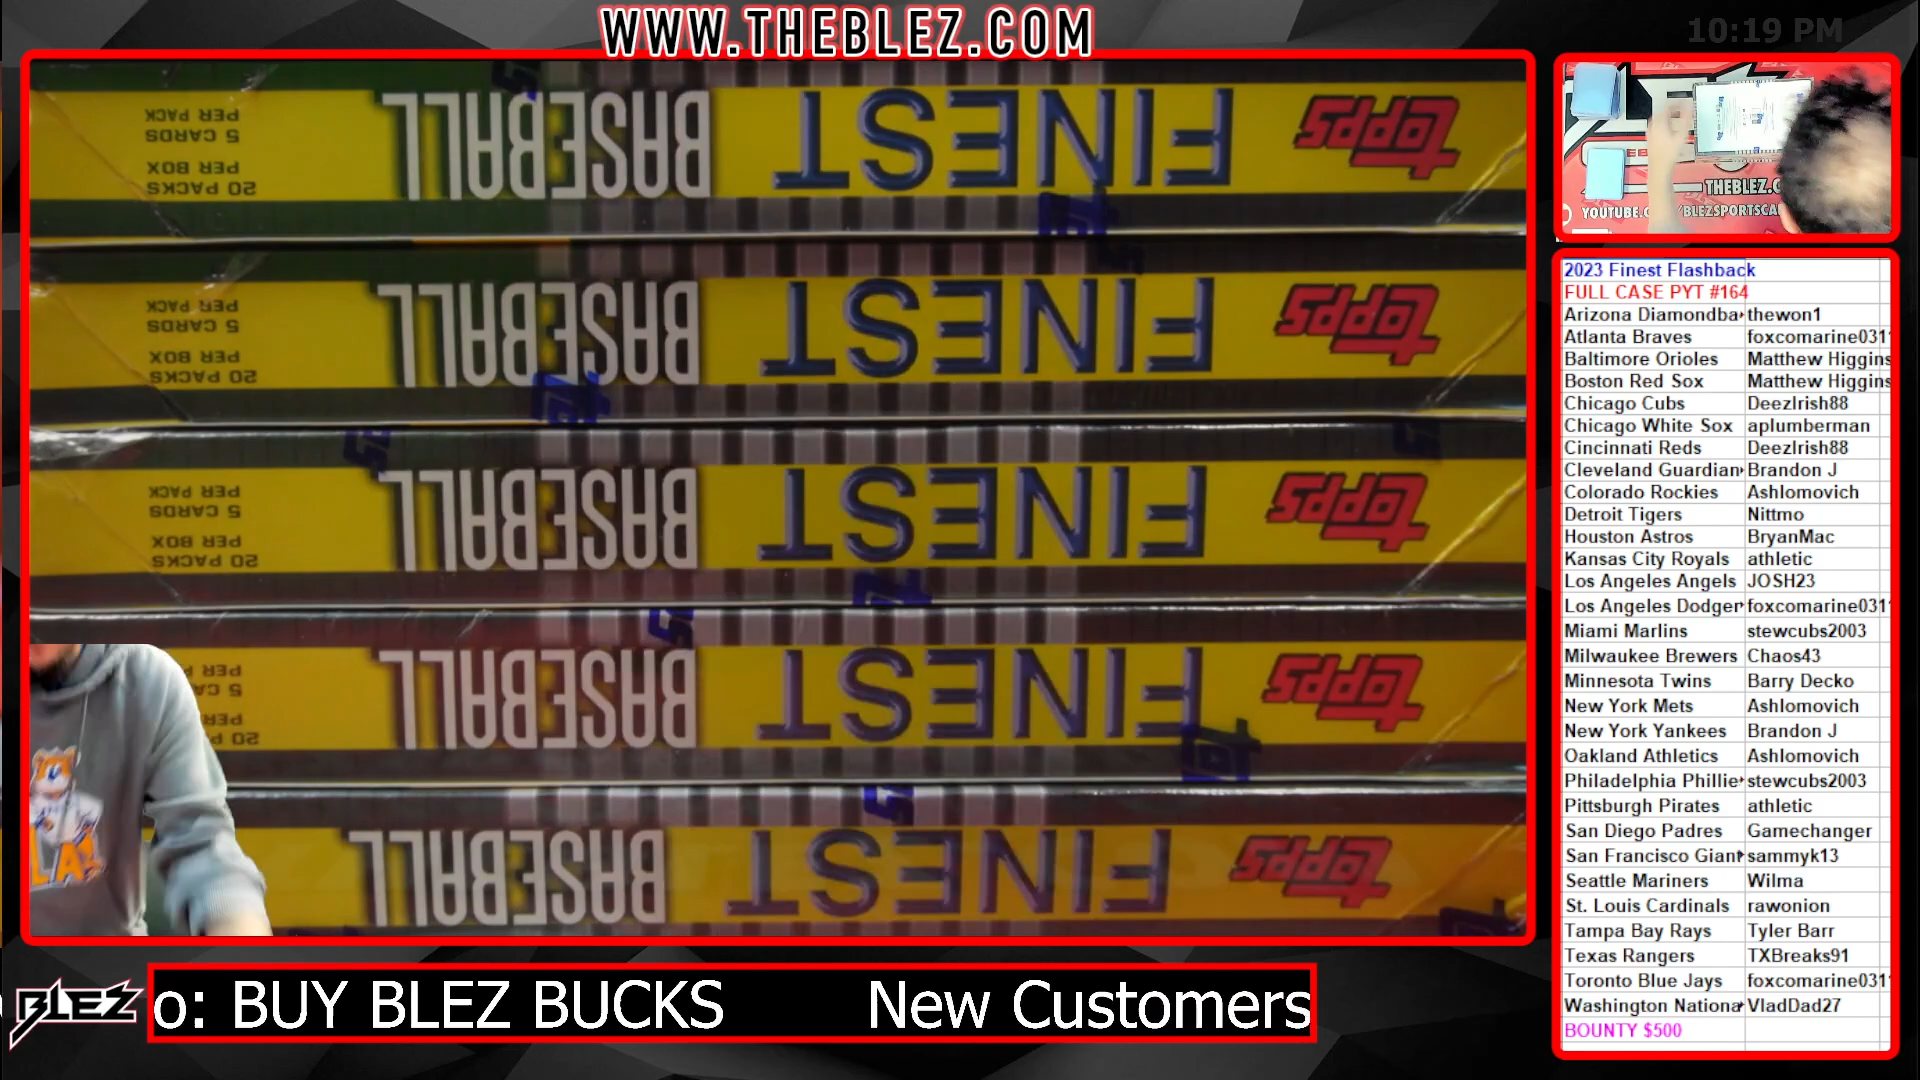 WWW.THEBLEZ.COM
10:19 PM
PER PACK
5 CARDS
PER BOX
20 PACKS
BASEBALL
FINEST
topps
PER PACK
5 CARDS
PER BOX
20 PACKS
BASEBALL
FINEST
topps
PER PACK
5 CARDS
PER BOX
20 PACKS
BASEBALL
FINEST
topps
PER PACK
5 CA
PER
20 P
BASEBALL
FINEST
topps
BASEBALL
FINEST
topps
LA
THEBLEZ.C
YOUTUBE.C /BLEZSPORTSCA
2023 Finest Flashback
FULL CASE PYT #164
Arizona Diamondba thewon1
Atlanta Braves foxcomarine031
Baltimore Orioles Matthew Higgins
Boston Red Sox Matthew Higgins
Chicago Cubs DeezIrish88
Chicago White Sox aplumberman
Cincinnati Reds DeezIrish88
Cleveland Guardian Brandon J
Colorado Rockies Ashlomovich
Detroit Tigers Nittmo
Houston Astros BryanMac
Kansas City Royals athletic
Los Angeles Angels JOSH23
Los Angeles Dodger foxcomarine031
Miami Marlins stewcubs2003
Milwaukee Brewers Chaos43
Minnesota Twins Barry Decko
New York Mets Ashlomovich
New York Yankees Brandon J
Oakland Athletics Ashlomovich
Philadelphia Phillie stewcubs2003
Pittsburgh Pirates athletic
San Diego Padres Gamechanger
San Francisco Giant sammyk13
Seattle Mariners Wilma
St. Louis Cardinals rawonion
Tampa Bay Rays Tyler Barr
Texas Rangers TXBreaks91
Toronto Blue Jays foxcomarine031
Washington Nationa VladDad27
BOUNTY $500
BLEZ
o: BUY BLEZ BUCKS New Customers